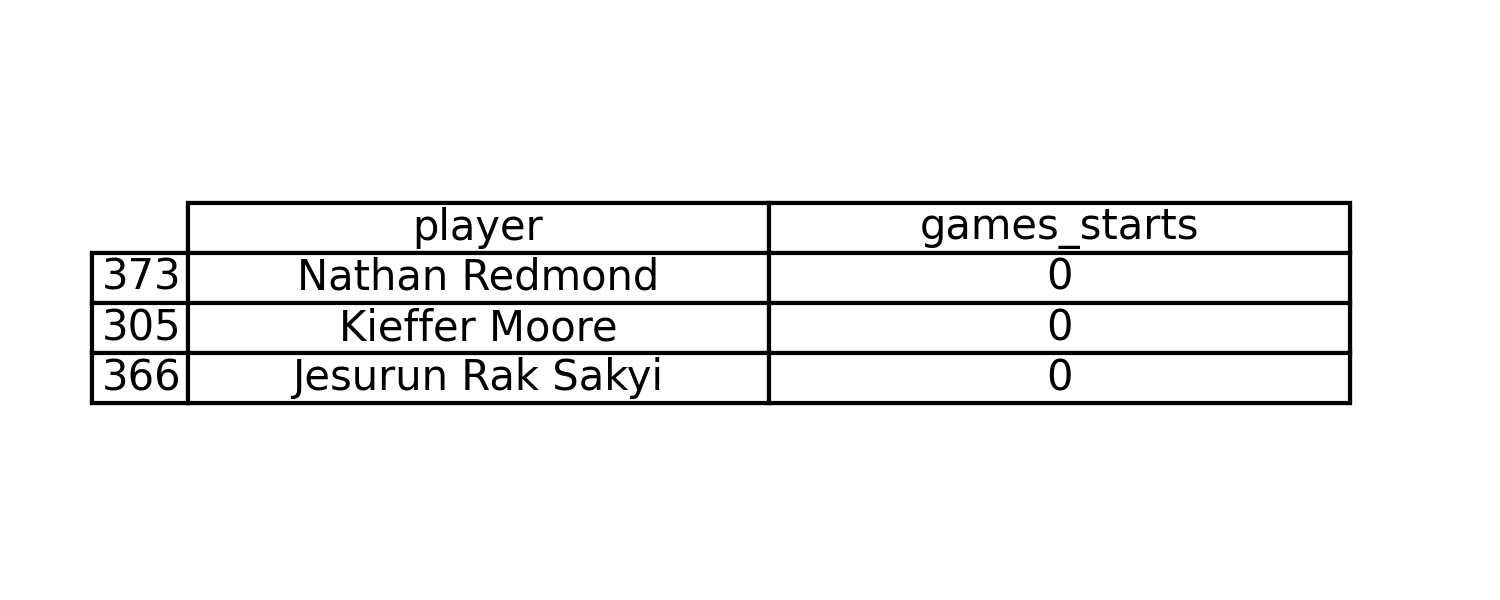 player games_starts
373 Nathan Redmond 0
305 Kieffer Moore 0
366 Jesurun Rak Sakyi 0